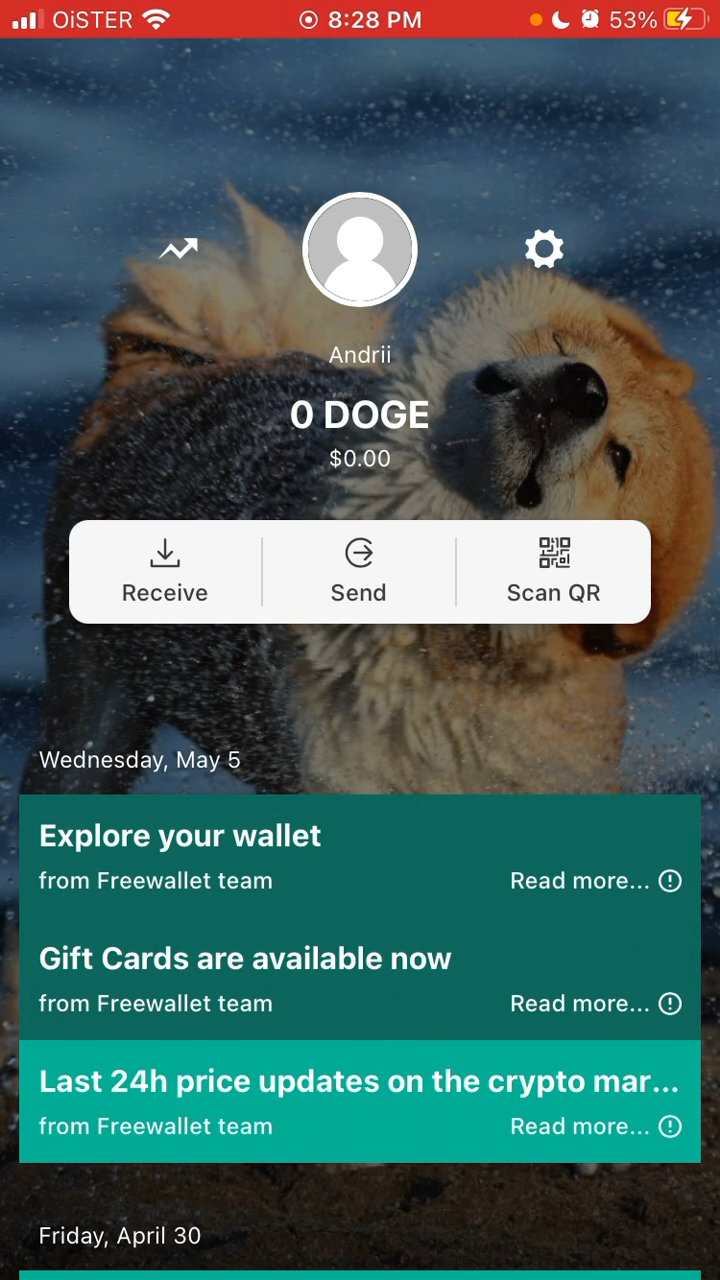 OiSTER 8:28 PM 53%
Andrii
0 DOGE
$0.00
Receive Send Scan QR
Wednesday, May 5
Explore your wallet
from Freewallet team Read more...
Gift Cards are available now
from Freewallet team Read more...
Last 24h price updates on the crypto mar...
from Freewallet team Read more...
Friday, April 30